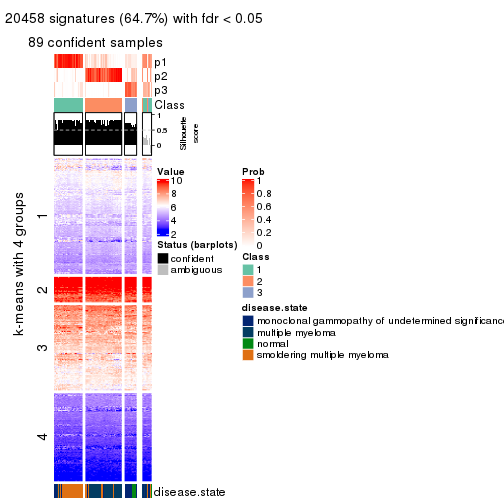 20458 signatures (64.7%) with fdr < 0.05
89 confident samples
p1
p2
p3
Class
1
0.5
0
Silhouette
score
k-means with 4 groups
1
2
3
4
disease.state
Value
10
8
6
4
2
Status (barplots)
confident
ambiguous
Prob
1
0.8
0.6
0.4
0.2
0
Class
1
2
3
disease.state
monoclonal gammopathy of undetermined significance
multiple myeloma
normal
smoldering multiple myeloma